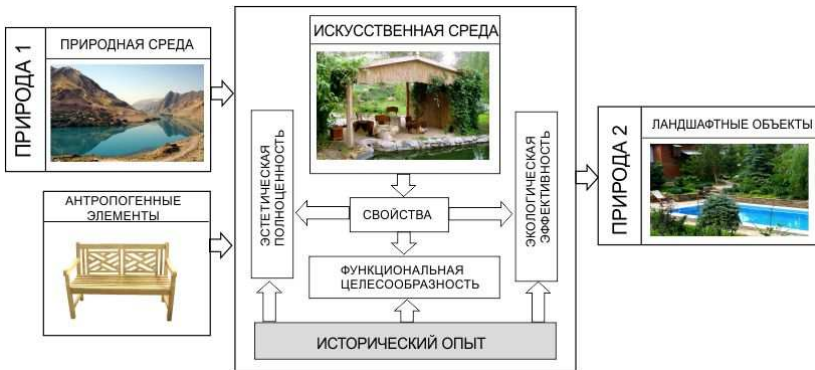 ПРИРОДА 1
ПРИРОДНАЯ СРЕДА
АНТРОПОГЕННЫЕ
ЭЛЕМЕНТЫ
ИСКУССТВЕННАЯ СРЕДА
ЭСТЕТИЧЕСКАЯ
ПОЛНОЦЕННОСТЬ
СВОЙСТВА
ЭКОЛОГИЧЕСКАЯ
ЭФФЕКТИВНОСТЬ
ФУНКЦИОНАЛЬНАЯ
ЦЕЛЕСООБРАЗНОСТЬ
ИСТОРИЧЕСКИЙ ОПЫТ
ПРИРОДА 2
ЛАНДШАФТНЫЕ ОБЪЕКТЫ